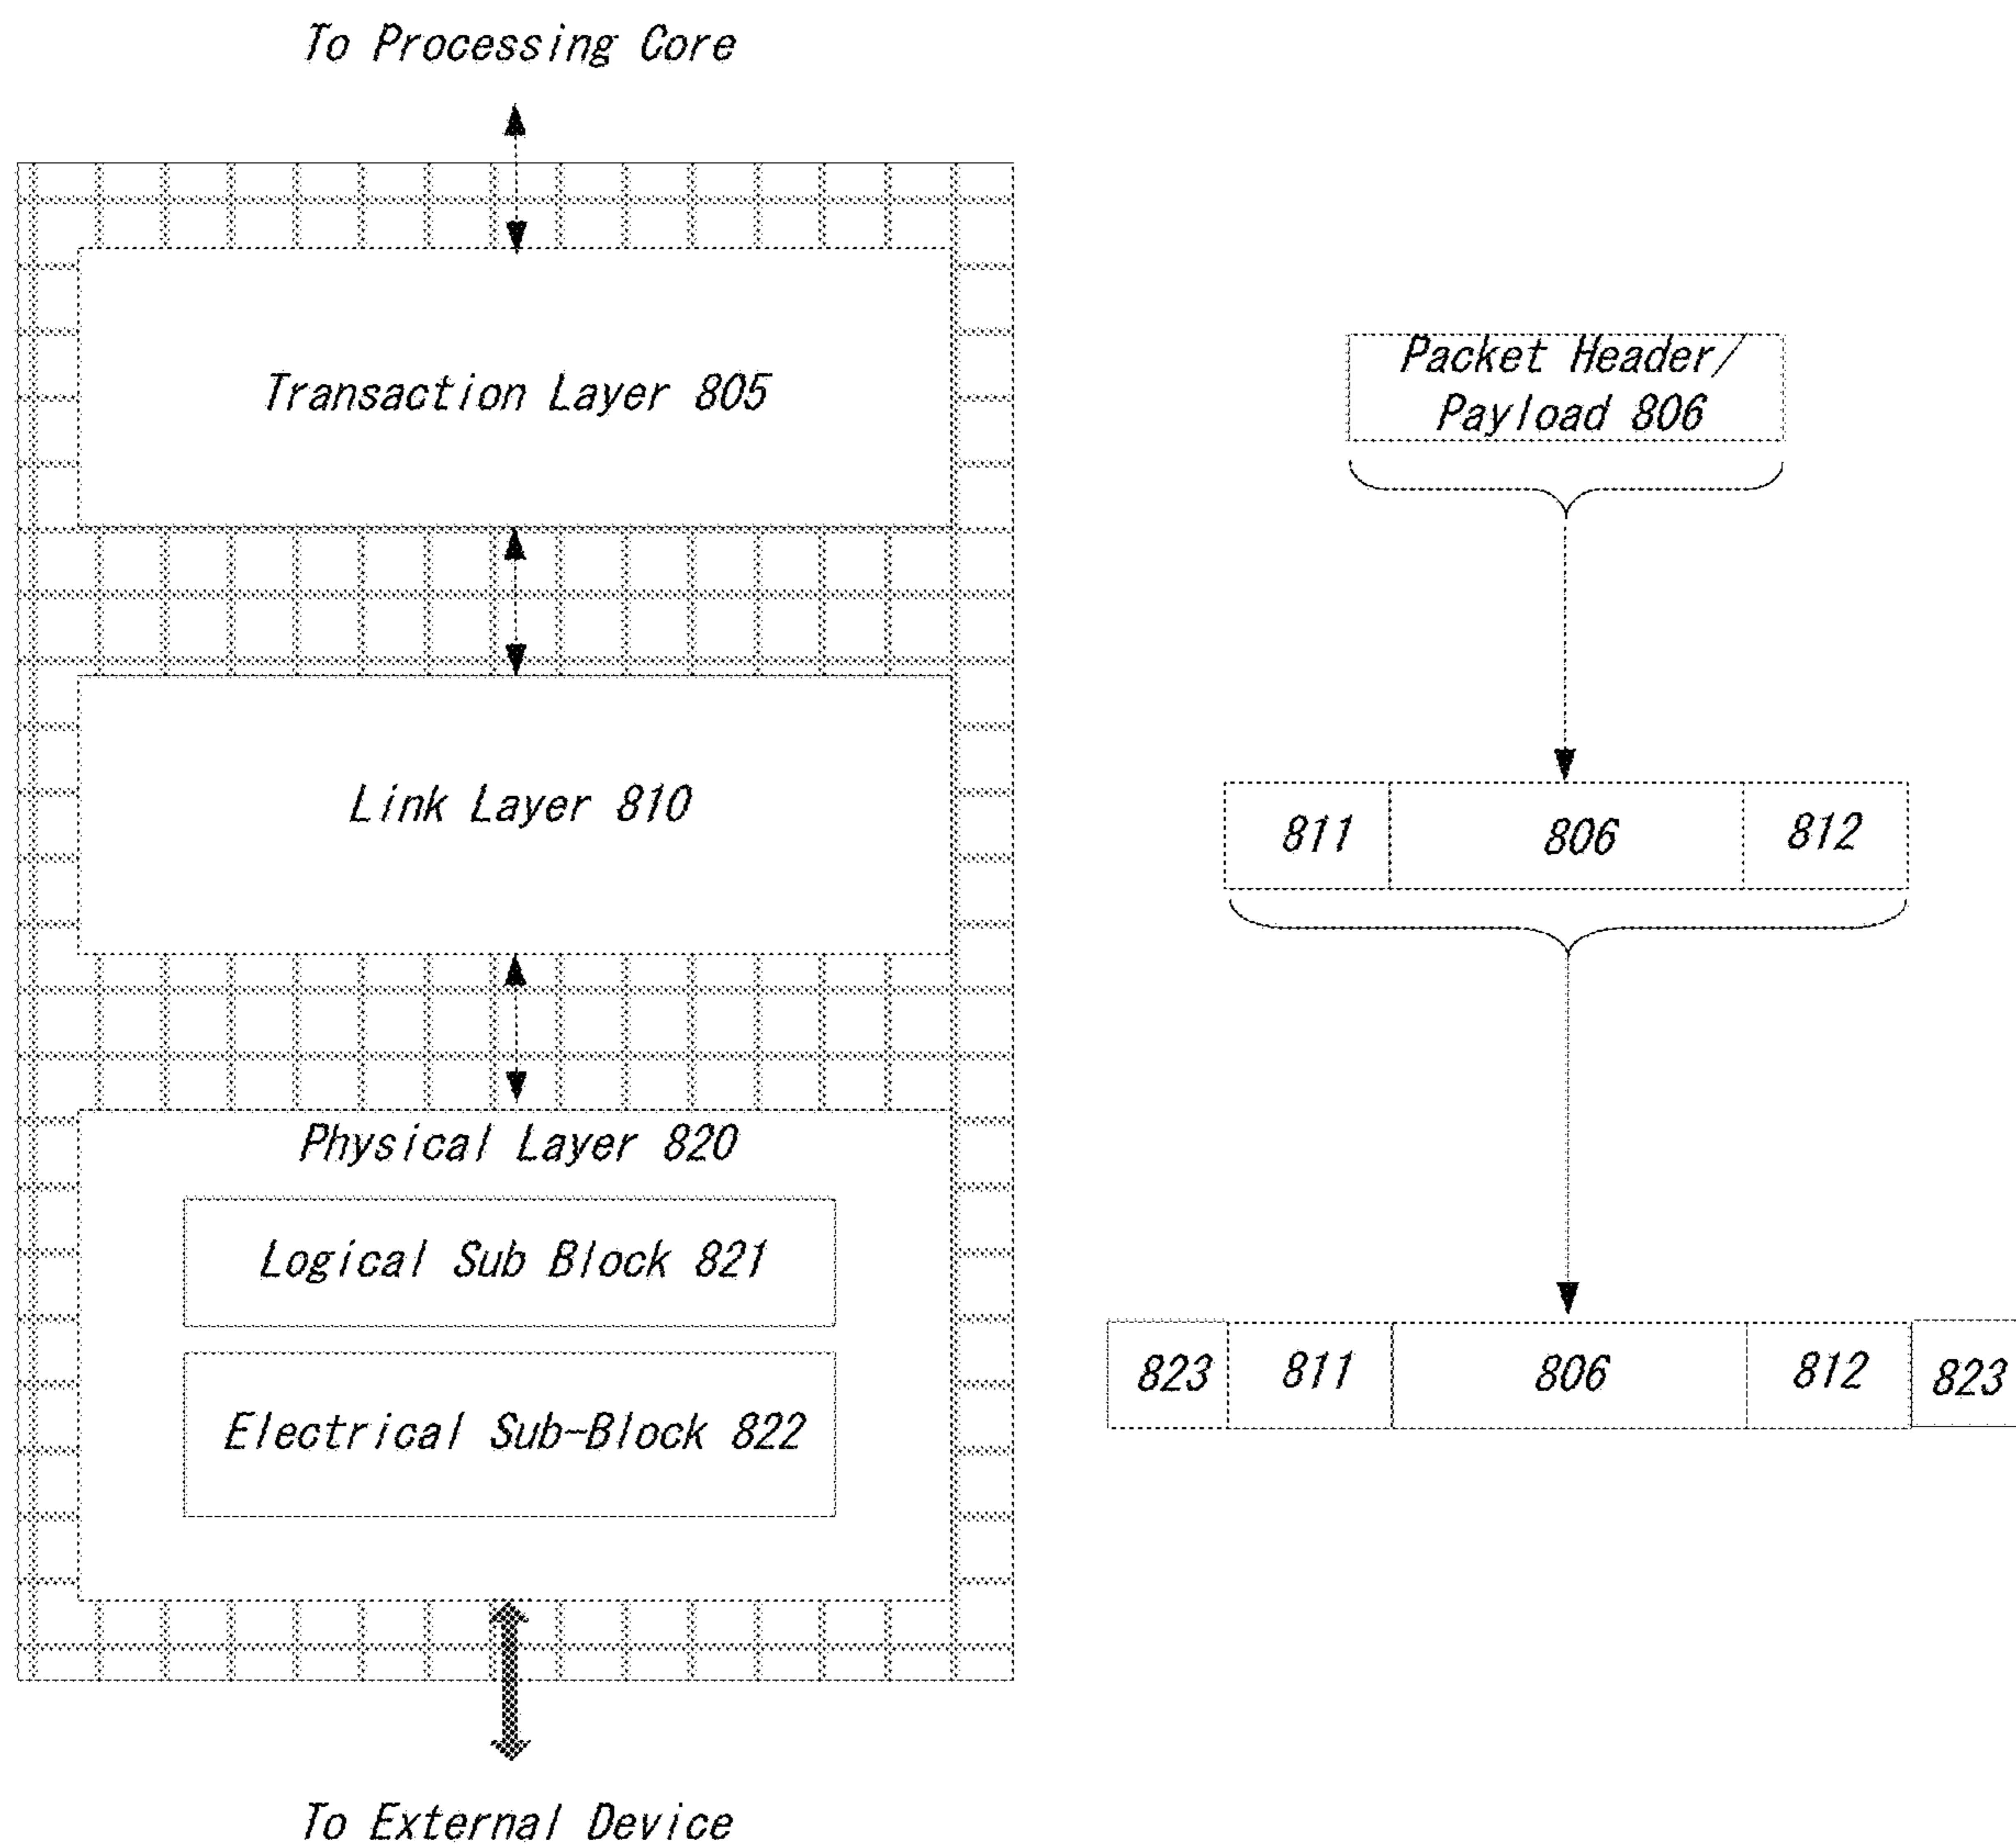 To Processing Core
Transaction Layer 805
Packet Header/
Payload 806
Link Layer 810
811 806 812
Physical Layer 820
Logical Sub Block 821
Electrical Sub-Block 822
823 811 806 812 823
To External Device